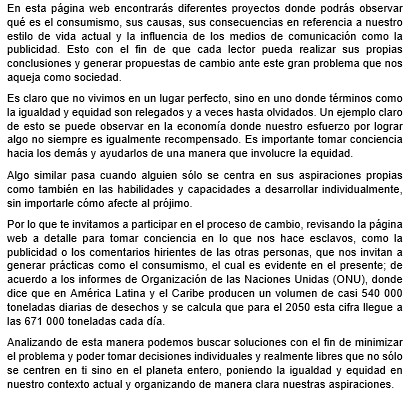 En esta página web encontrarás diferentes proyectos donde podrás observar
qué es el consumismo, sus causas, sus consecuencias en referencia a nuestro
estilo de vida actual y la influencia de los medios de comunicación como la
publicidad. Esto con el fin de que cada lector pueda realizar sus propias
conclusiones y generar propuestas de cambio ante este gran problema que nos
aqueja como sociedad.
Es claro que no vivimos en un lugar perfecto, sino en uno donde términos como
la igualdad y equidad son relegados y a veces hasta olvidados. Un ejemplo claro
de esto se puede observar en la economía donde nuestro esfuerzo por lograr
algo no siempre es igualmente recompensado. Es importante tomar conciencia
hacia los demás y ayudarlos de una manera que involucre la equidad.
Algo similar pasa cuando alguien sólo se centra en sus aspiraciones propias
como también en las habilidades y capacidades a desarrollar individualmente,
sin importarle cómo afecte al prójimo.
Por lo que te invitamos a participar en el proceso de cambio, revisando la página
web a detalle para tomar conciencia en lo que nos hace esclavos, como la
publicidad o los comentarios hirientes de las otras personas, que nos invitan a
generar prácticas como el consumismo, el cual es evidente en el presente; de
acuerdo a los informes de Organización de las Naciones Unidas (ONU), donde
dice que en América Latina y el Caribe producen un volumen de casi 540 000
toneladas diarias de desechos y se calcula que para el 2050 esta cifra llegue a
las 671 000 toneladas cada día.
Analizando de esta manera podemos buscar soluciones con el fin de minimizar
el problema y poder tomar decisiones individuales y realmente libres que no sólo
se centren en ti sino en el planeta entero, poniendo la igualdad y equidad en
nuestro contexto actual y organizando de manera clara nuestras aspiraciones.